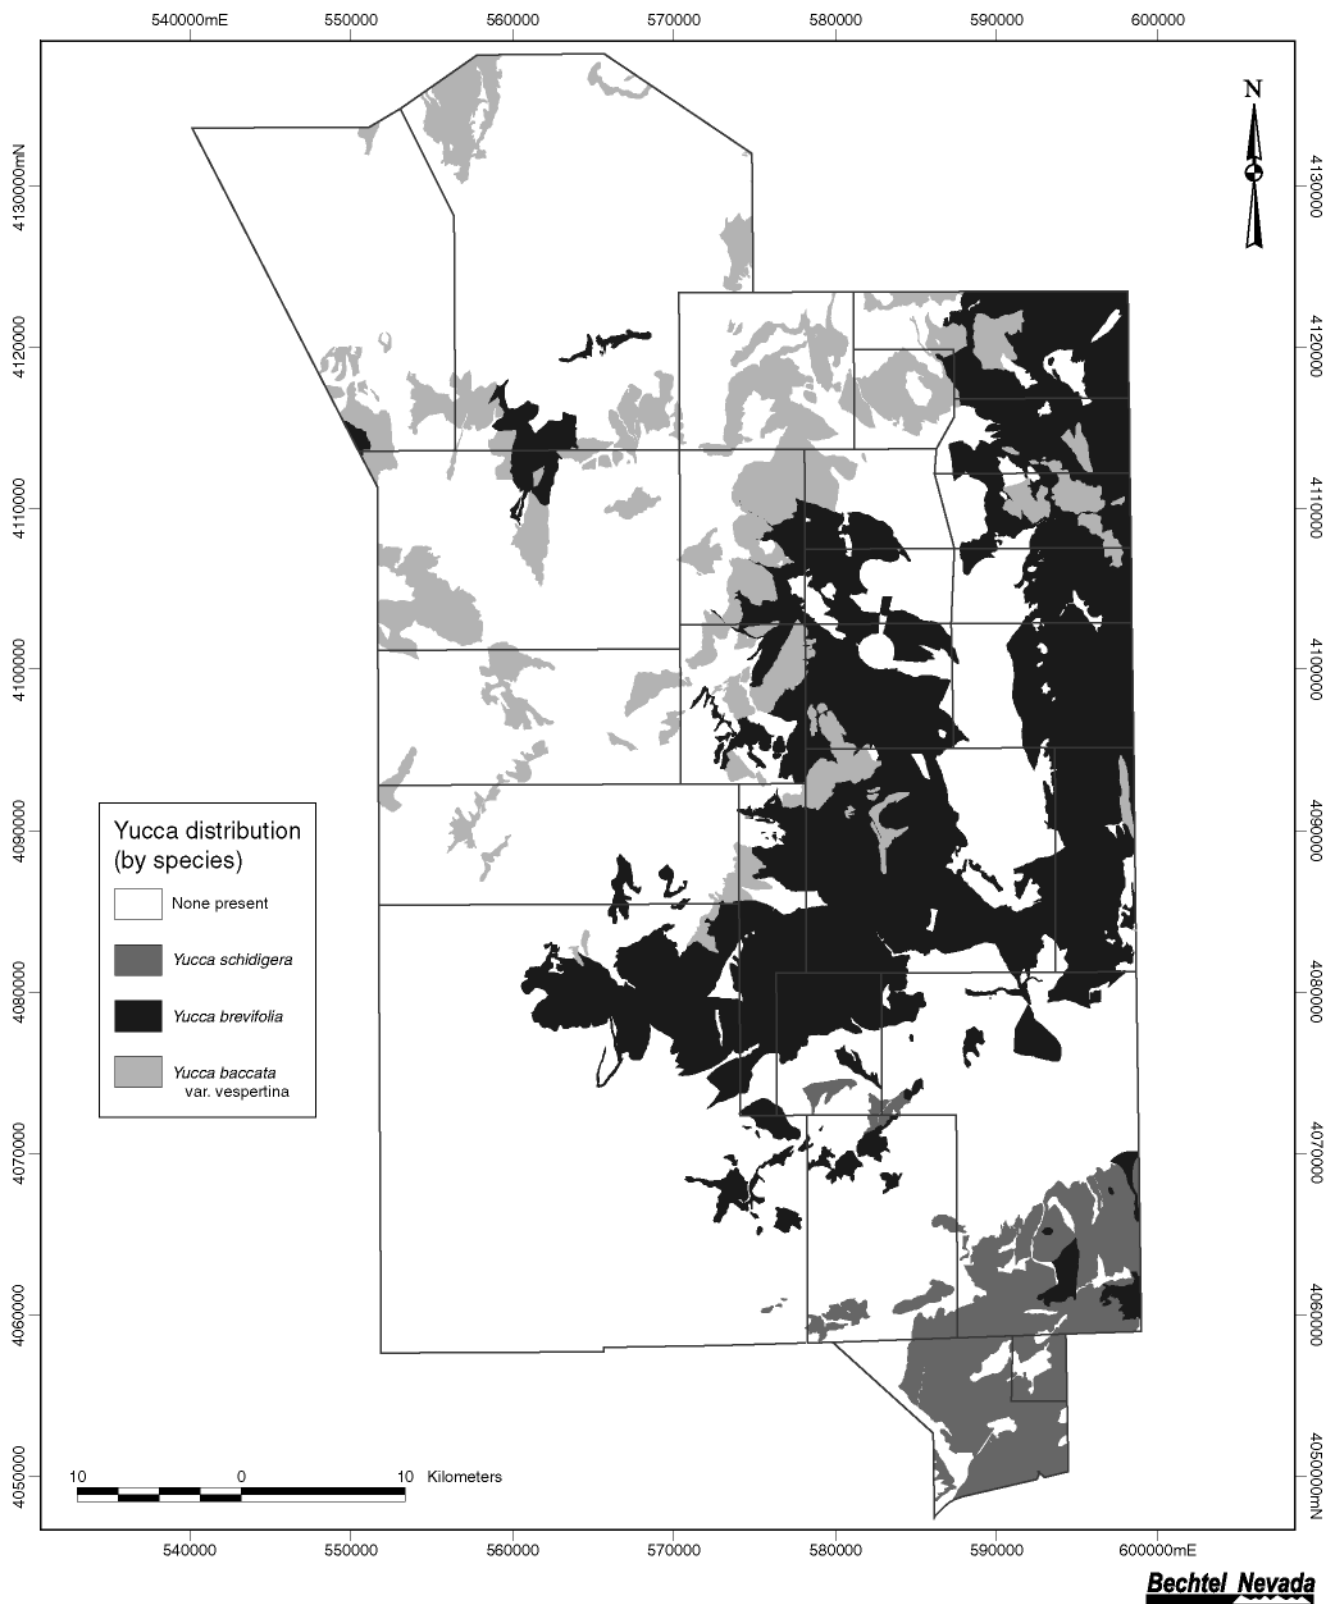 540000mE 550000 560000 570000 580000 590000 600000
N
4130000mN
4120000
4110000
4100000
4090000
4080000
4070000
4060000
4050000
4130000
4120000
4110000
4100000
4090000
4080000
4070000
4060000
4050000mN
Yucca distribution
(by species)
None present
Yucca schidigera
Yucca brevifolia
Yucca baccata
var. vespertina
10 0 10 Kilometers
540000 550000 560000 570000 580000 590000 600000mE
Bechtel Nevada